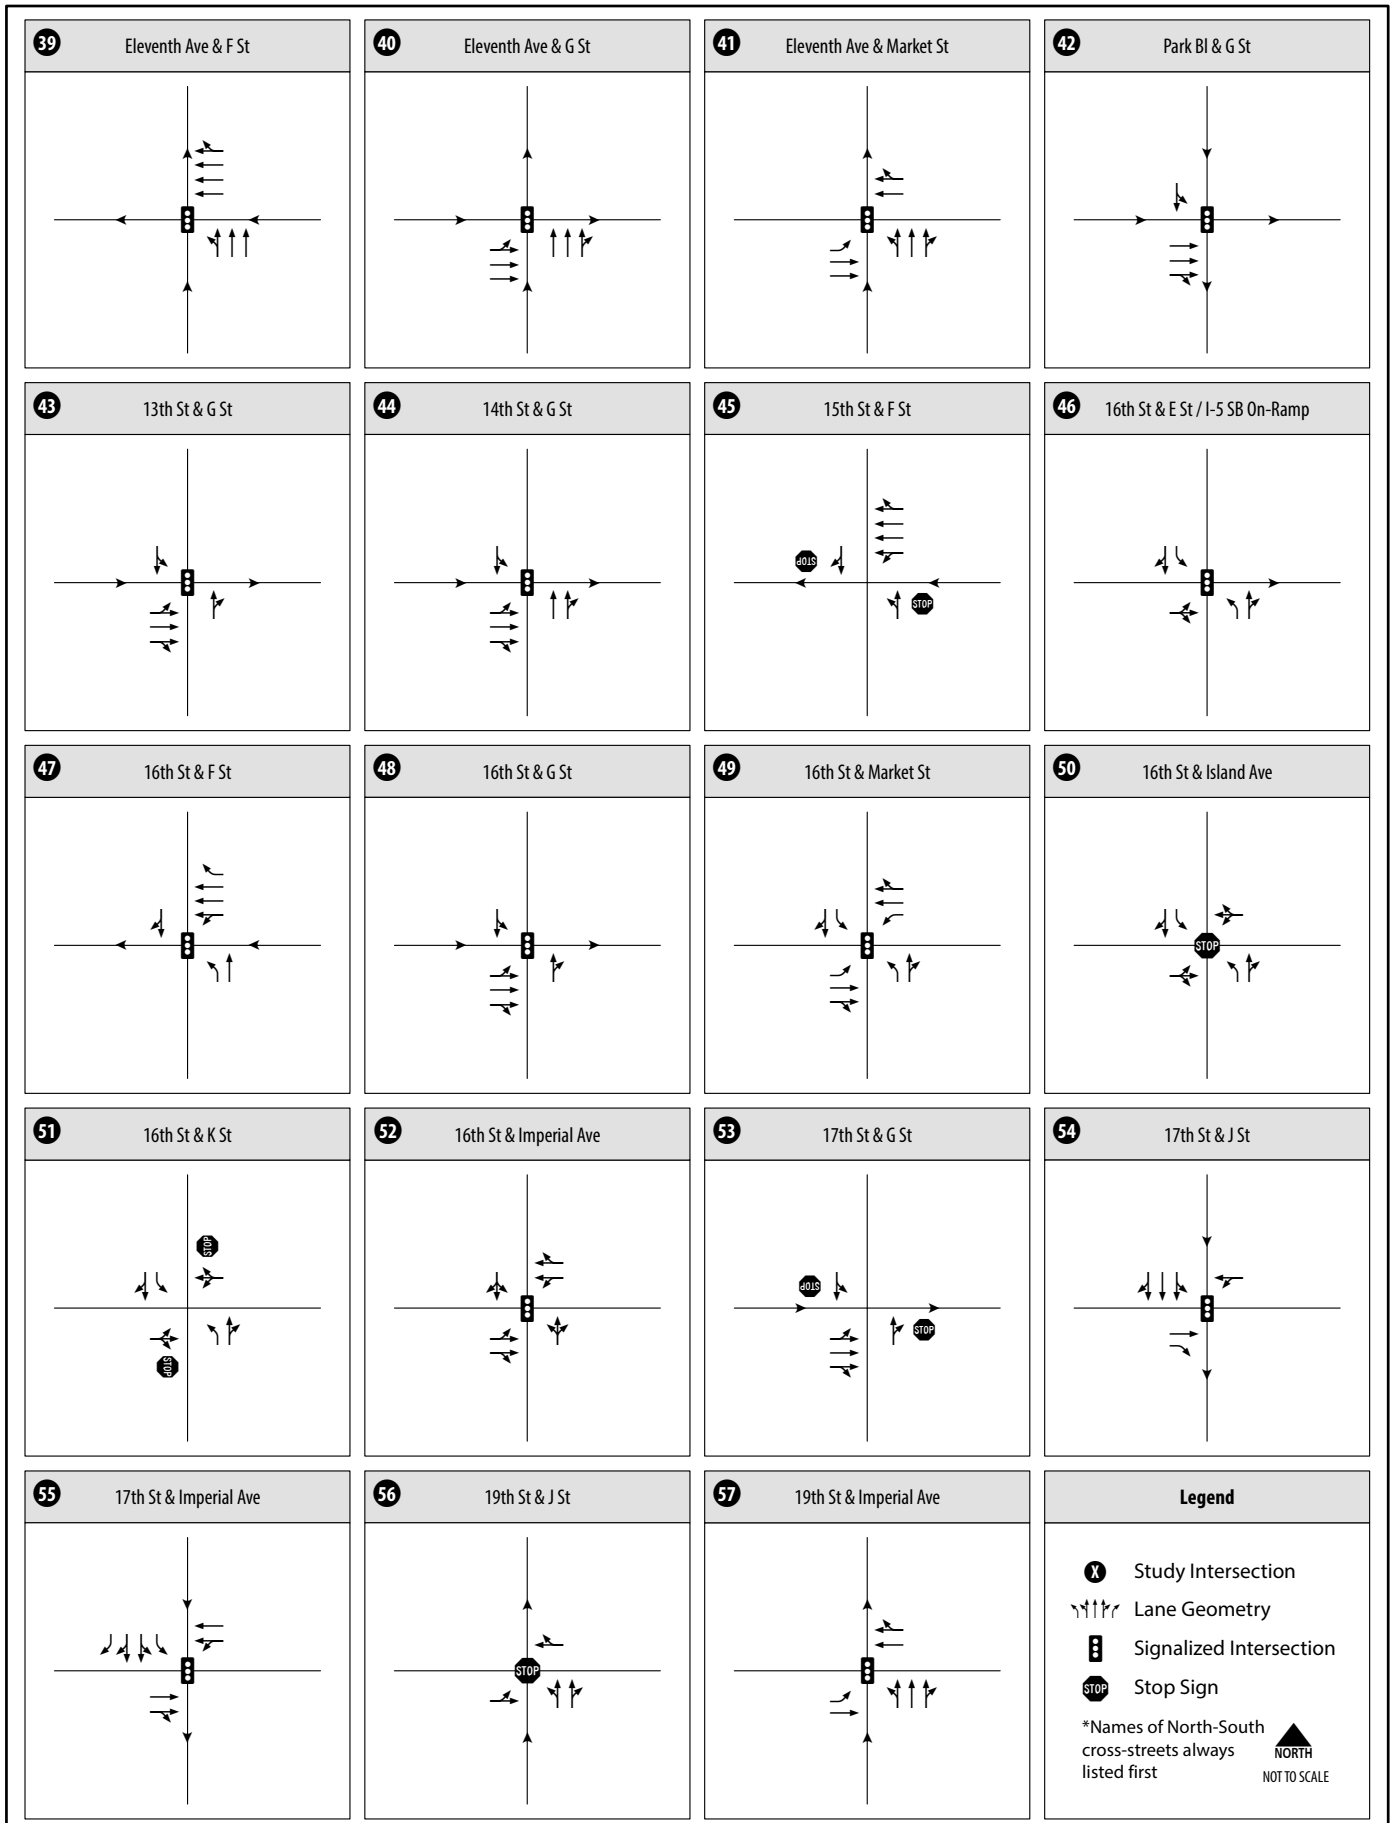 39 Eleventh Ave & F St
40 Eleventh Ave & G St
41 Eleventh Ave & Market St
42 Park Bl & G St
43 13th St & G St
44 14th St & G St
45 15th St & F St
STOP
STOP
46 16th St & E St / I-5 SB On-Ramp
47 16th St & F St
48 16th St & G St
49 16th St & Market St
50 16th St & Island Ave
STOP
51 16th St & K St
STOP
STOP
52 16th St & Imperial Ave
53 17th St & G St
STOP
STOP
54 17th St & J St
55 17th St & Imperial Ave
56 19th St & J St
STOP
57 19th St & Imperial Ave
Legend
X Study Intersection
Lane Geometry
Signalized Intersection
STOP Stop Sign
*Names of North-South
cross-streets always
listed first
NORTH
NOT TO SCALE